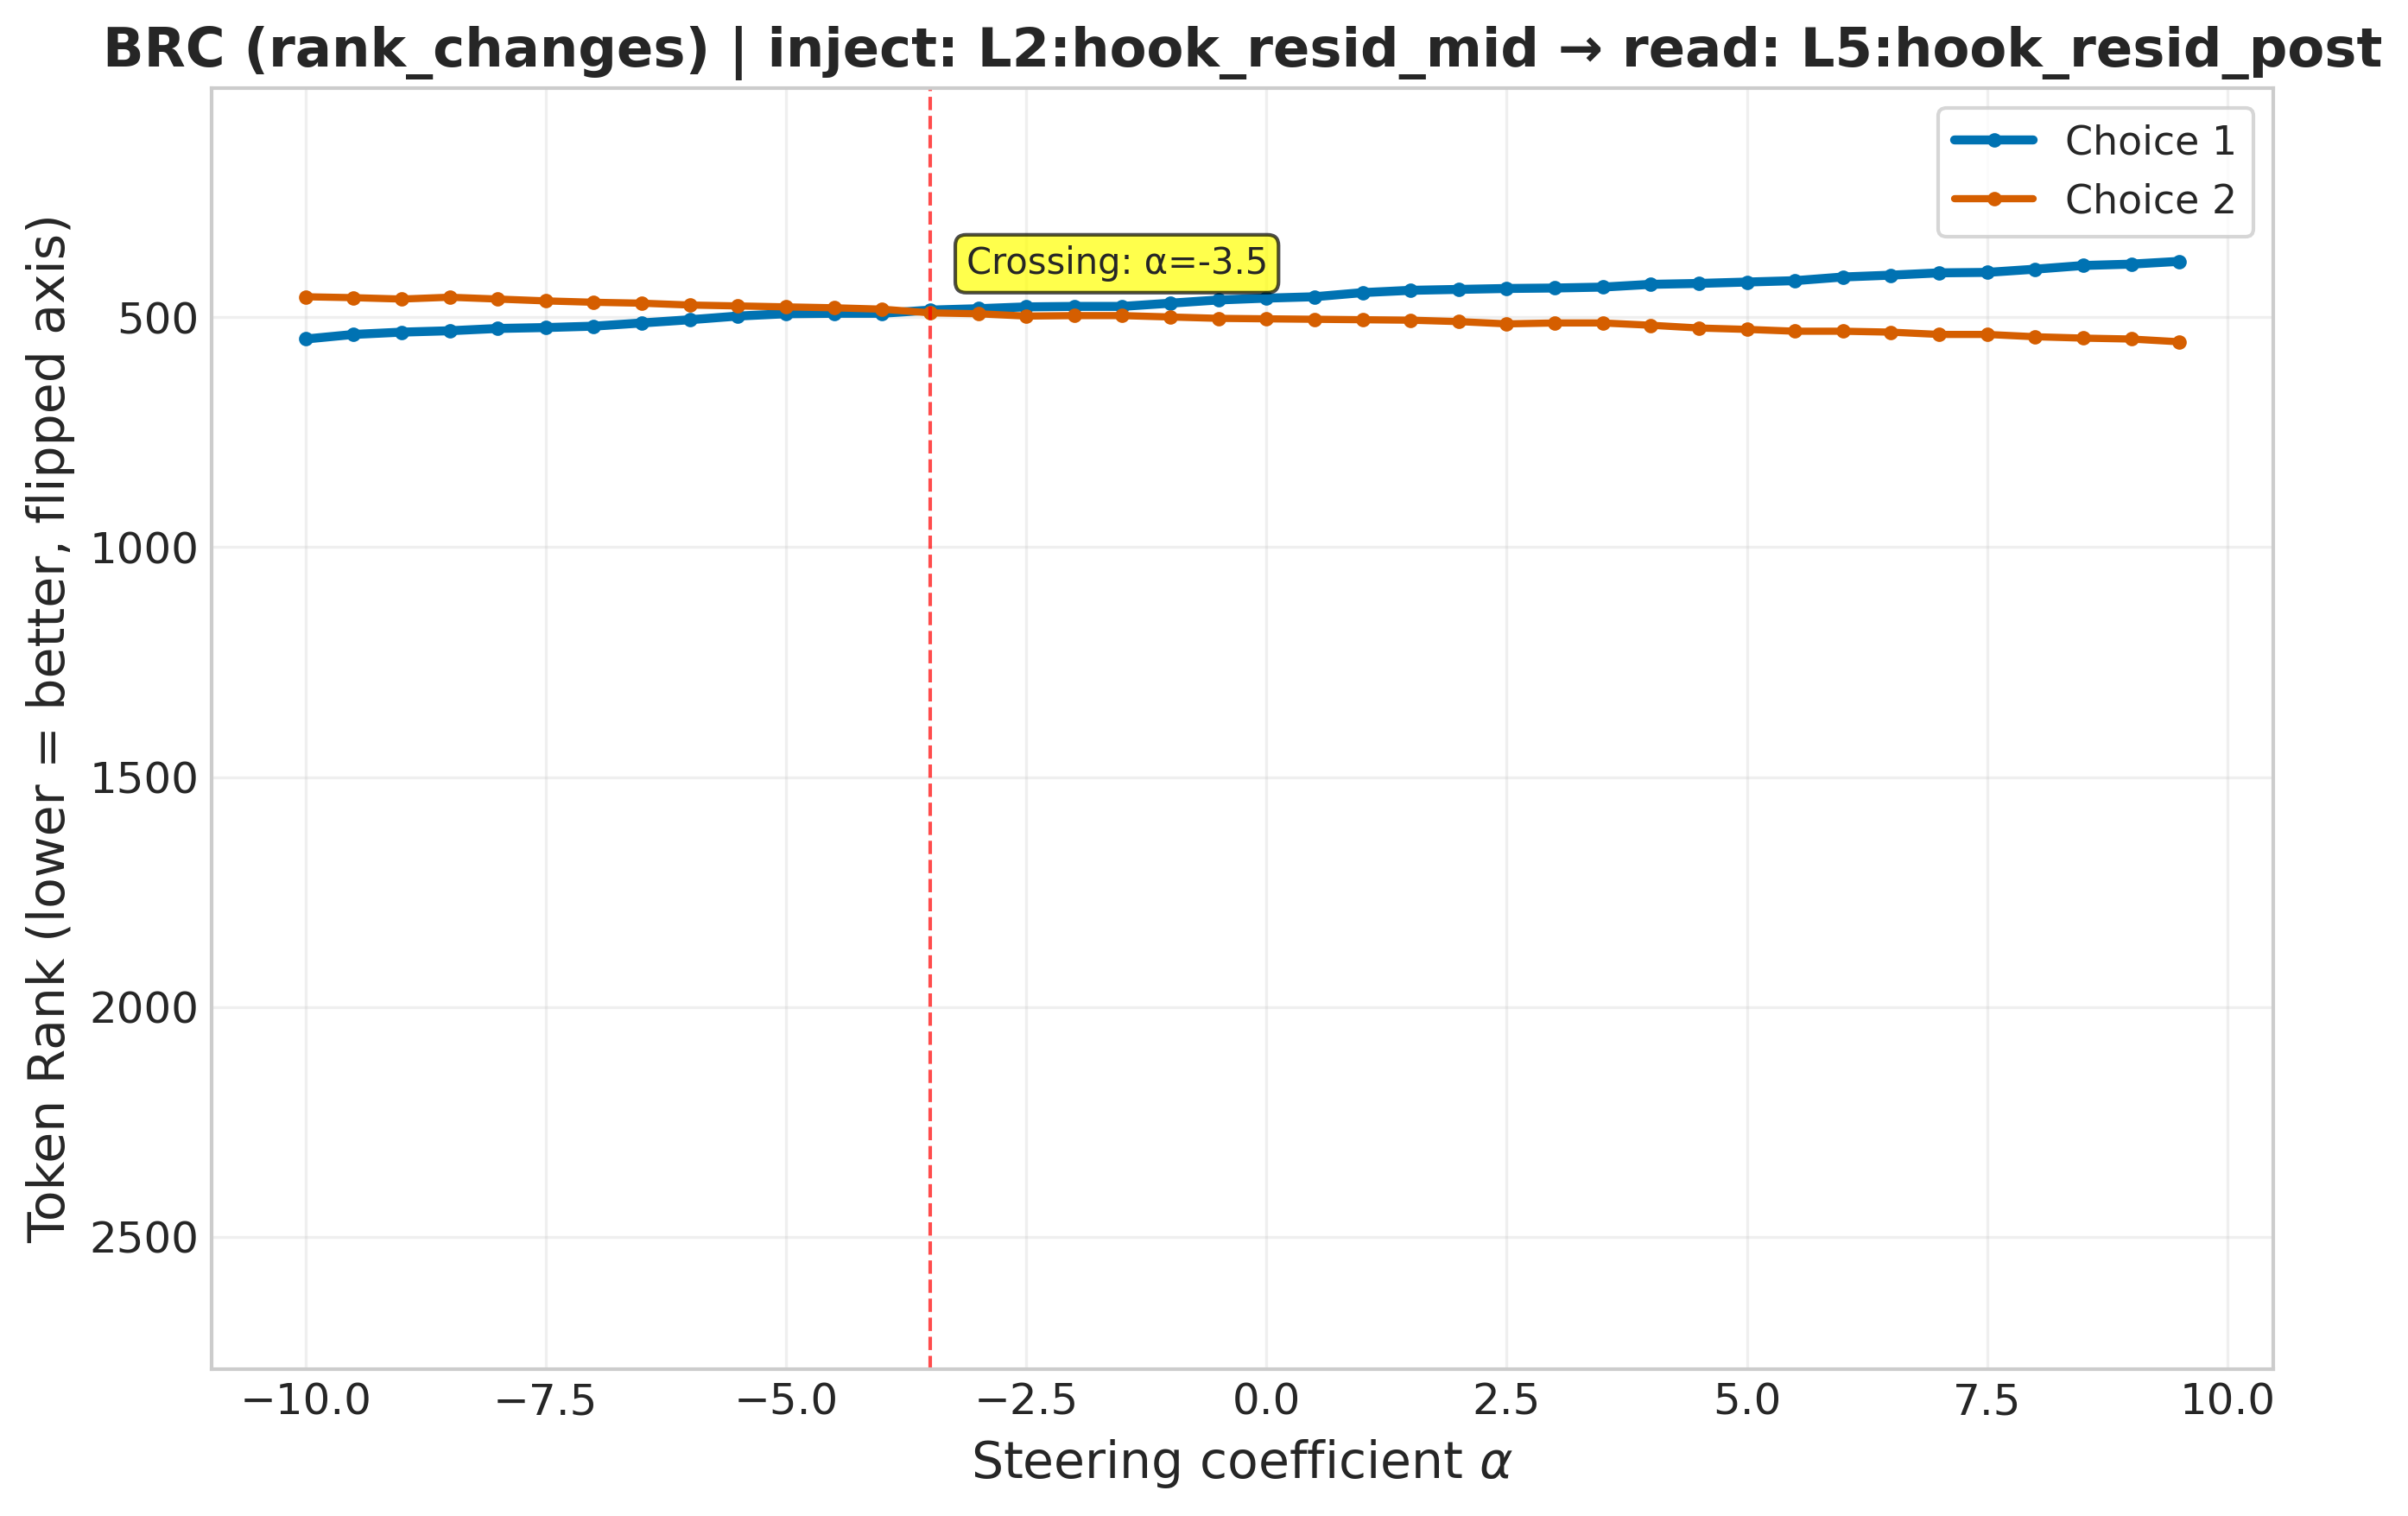 BRC (rank_changes) | inject: L2:hook_resid_mid → read: L5:hook_resid_post
Choice 1
Choice 2
Crossing: α=-3.5
Token Rank (lower = better, flipped axis)
500
1000
1500
2000
2500
−10.0 −7.5 −5.0 −2.5 0.0 2.5 5.0 7.5 10.0
Steering coefficient α